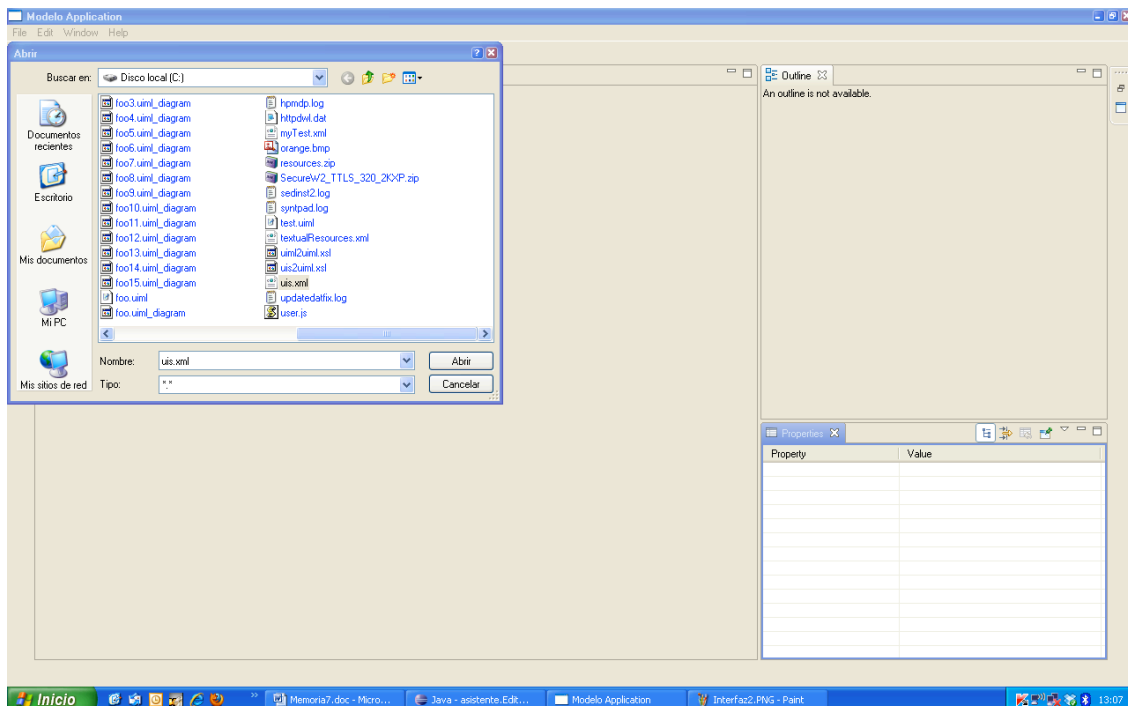 Modelo Application
File Edit Window Help
Abrir
Buscar en: Disco local (C:)
Documentos recientes
Escritorio
Mis documentos
Mi PC
Mis sitios de red
foo3.uiml_diagram
foo4.uiml_diagram
foo5.uiml_diagram
foo6.uiml_diagram
foo7.uiml_diagram
foo8.uiml_diagram
foo9.uiml_diagram
foo10.uiml_diagram
foo11.uiml_diagram
foo12.uiml_diagram
foo13.uiml_diagram
foo14.uiml_diagram
foo15.uiml_diagram
foo.uiml
foo.uiml_diagram
hpmdp.log
httpdwl.dat
myTest.xml
orange.bmp
resources.zip
SecureW2_TTLS_320_2KXP.zip
sedinst2.log
syntpad.log
test.uiml
textualResources.xml
uiml2uiml.xsl
uis2uiml.xsl
uis.xml
updatedatfix.log
user.js
Nombre: uis.xml Abrir
Tipo: *.* Cancelar
Outline
An outline is not available.
Properties
Property Value
Inicio Memoria7.doc - Micro... Java - asistente.Edit... Modelo Application Interfaz2.PNG - Paint 13:07